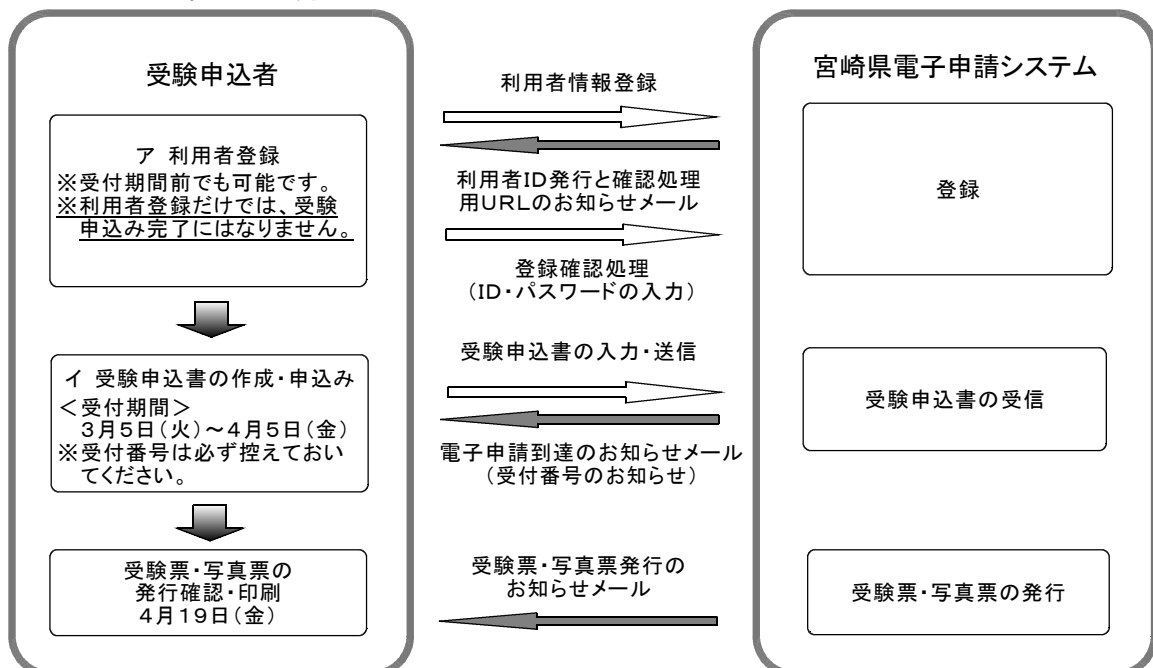 受験申込者
ア 利用者登録
※受付期間前でも可能です。
※利用者登録だけでは、受験
申込み完了にはなりません。
イ 受験申込書の作成・申込み
＜受付期間＞
３月５日（火）～４月５日（金）
※受付番号は必ず控えておい
てください。
受験票・写真票の
発行確認・印刷
４月１９日（金）
利用者情報登録
利用者ID発行と確認処理
用ＵＲＬのお知らせメール
登録確認処理
（ID・パスワードの入力）
受験申込書の入力・送信
電子申請到達のお知らせメール
（受付番号のお知らせ）
受験票・写真票発行の
お知らせメール
宮崎県電子申請システム
登録
受験申込書の受信
受験票・写真票の発行